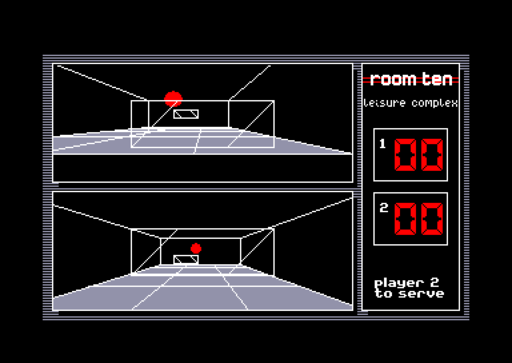 room ten
leisure complex
1 00
2 00
player 2
to serve